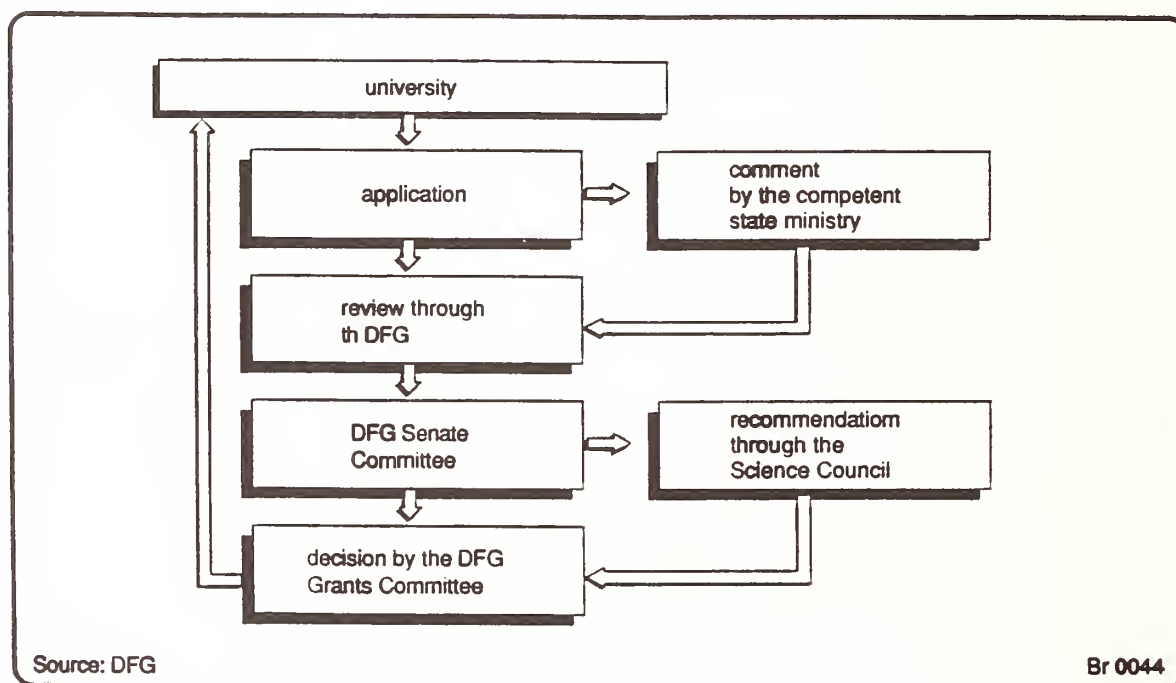 university
application
comment
by the competent
state ministry
review through
th DFG
DFG Senate
Committee
recommendatiom
through the
Science Council
decision by the DFG
Grants Committee
Source: DFG
Br 0044